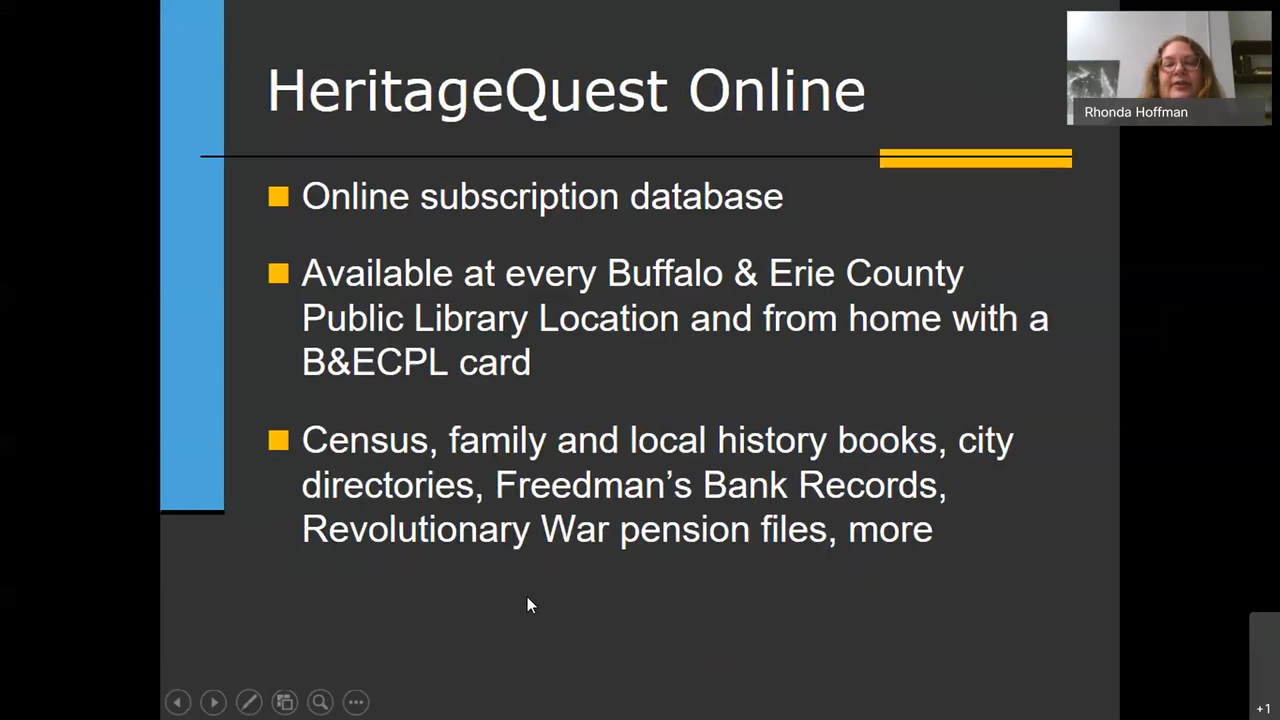 HeritageQuest Online
Rhonda Hoffman
Online subscription database
Available at every Buffalo & Erie County
Public Library Location and from home with a
B&ECPL card
Census, family and local history books, city
directories, Freedman’s Bank Records,
Revolutionary War pension files, more
+1